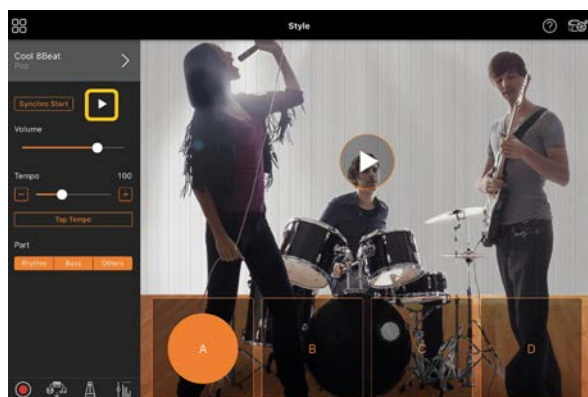 Style
Cool 8Beat
Pop
Synchro Start
Volume
Tempo 100
Tap Tempo
Part
Rhythm Bass Others
A B C D